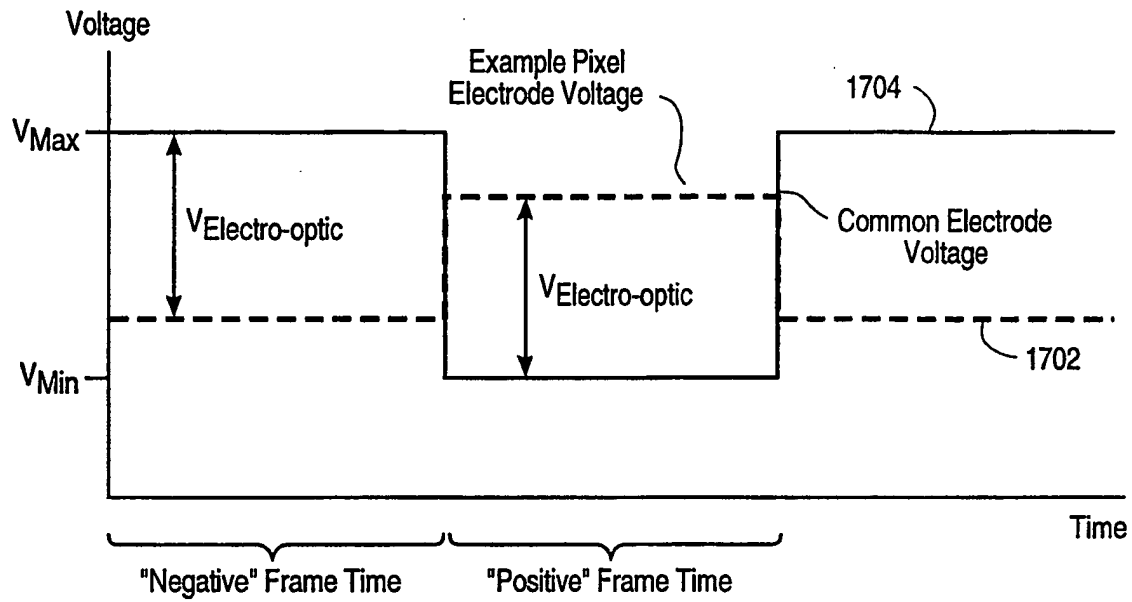 Voltage
Example Pixel
Electrode Voltage
1704
VMax
VElectro-optic
Common Electrode
Voltage
VElectro-optic
1702
VMin
Time
"Negative" Frame Time
"Positive" Frame Time